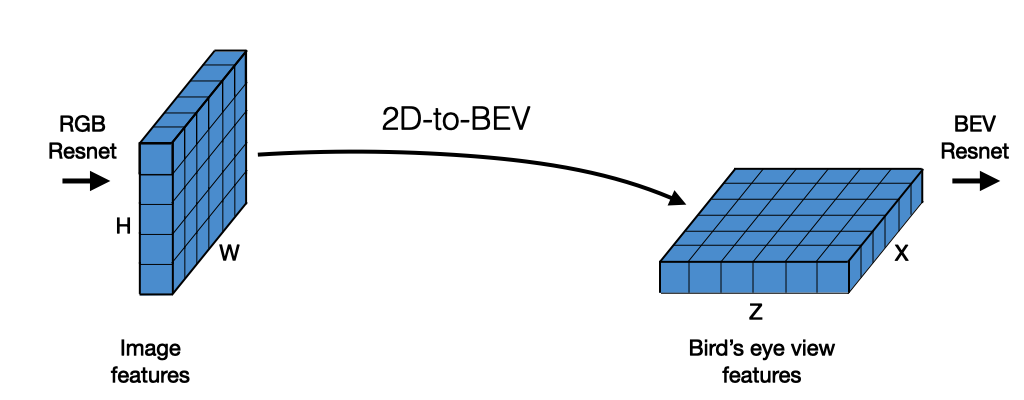 RGB
Resnet
H
W
Image
features
2D-to-BEV
Z
X
Bird's eye view
features
BEV
Resnet